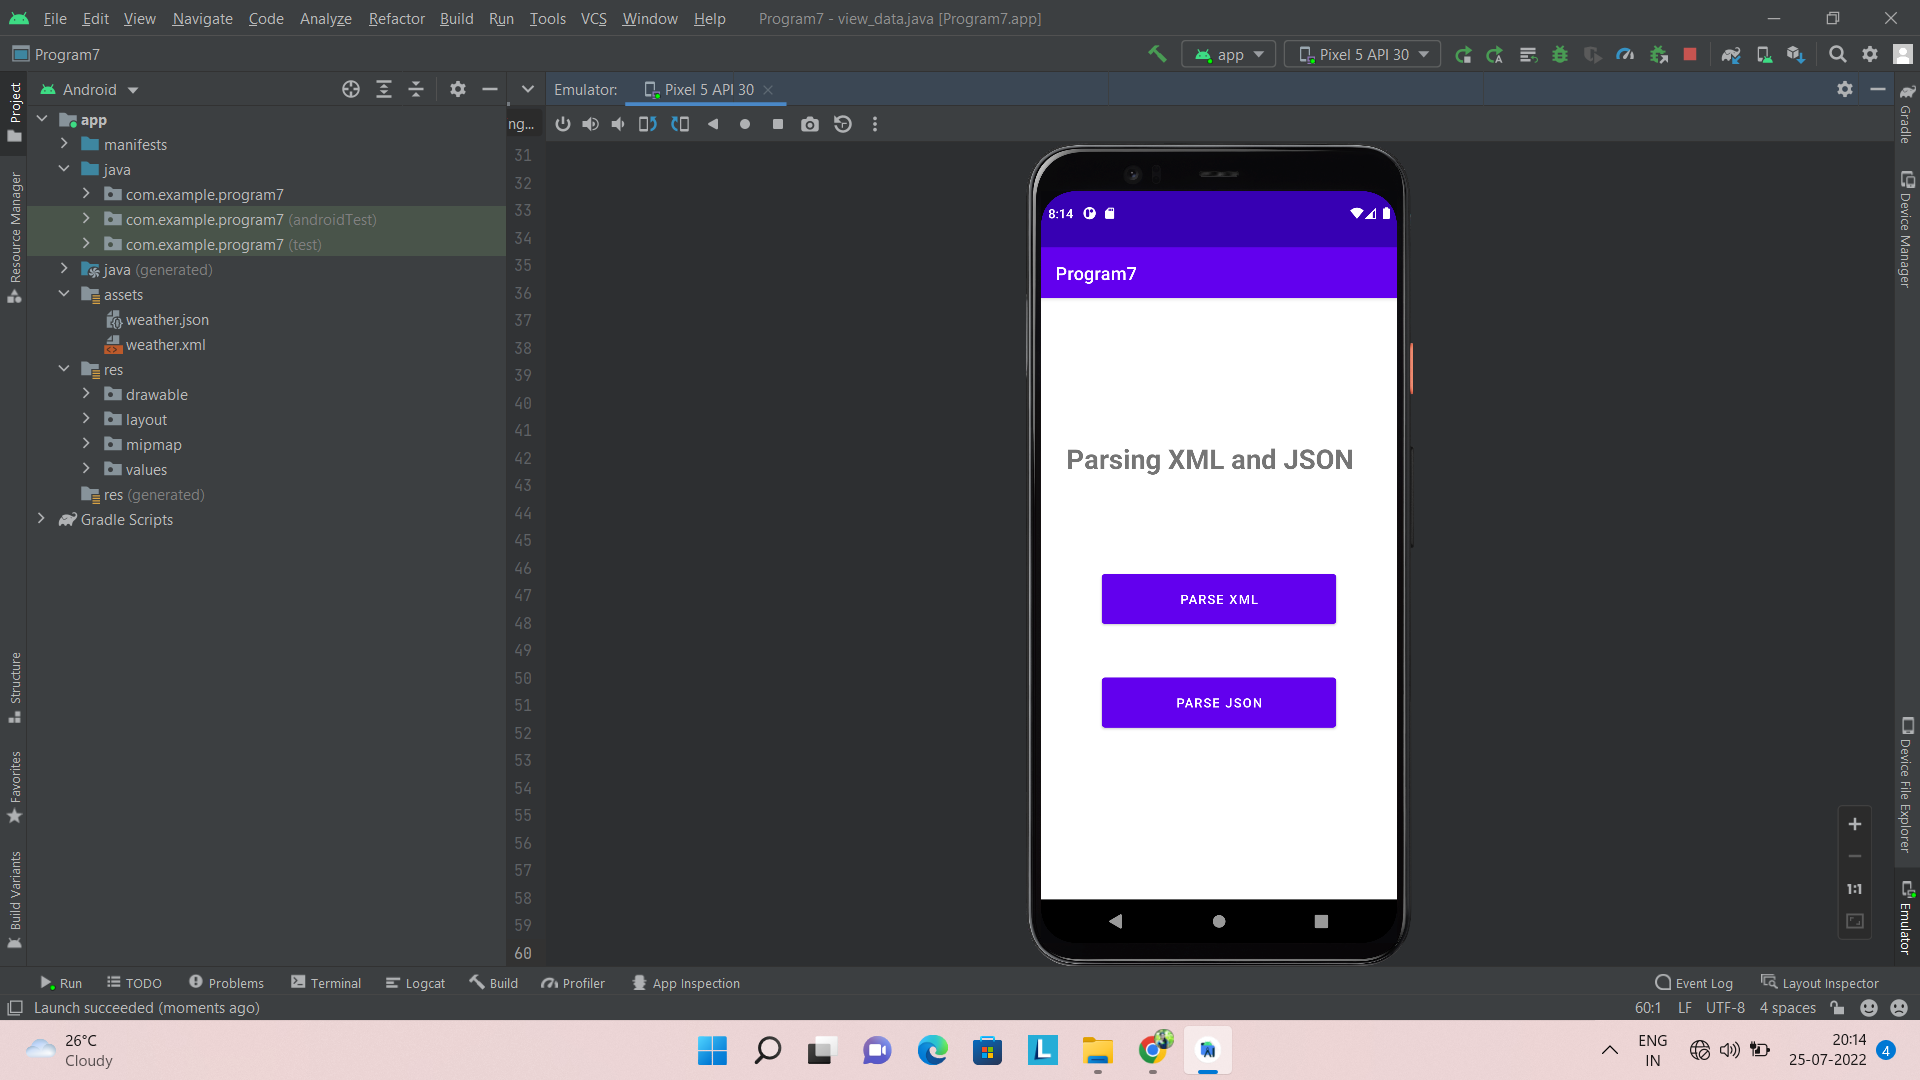 File Edit View Navigate Code Analyze Refactor Build Run Tools VCS Window Help Program7 - view_data.java [Program7.app]
Program7 app Pixel 5 API 30
Project
Resource Manager
Structure
Favorites
Build Variants
Android
app
manifests
java
com.example.program7
com.example.program7 (androidTest)
com.example.program7 (test)
java (generated)
assets
weather.json
weather.xml
res
drawable
layout
mipmap
values
res (generated)
Gradle Scripts
Emulator: Pixel 5 API 30
ng...
31
32
33
34
35
36
37
38
39
40
41
42
43
44
45
46
47
48
49
50
51
52
53
54
55
56
57
58
59
60
8:14
Program7
Parsing XML and JSON
PARSE XML
PARSE JSON
1:1
Gradle
Device Manager
Device File Explorer
Emulator
Run TODO Problems Terminal Logcat Build Profiler App Inspection Event Log Layout Inspector
Launch succeeded (moments ago) 60:1 LF UTF-8 4 spaces
26°C
Cloudy
ENG
IN
20:14
25-07-2022
4